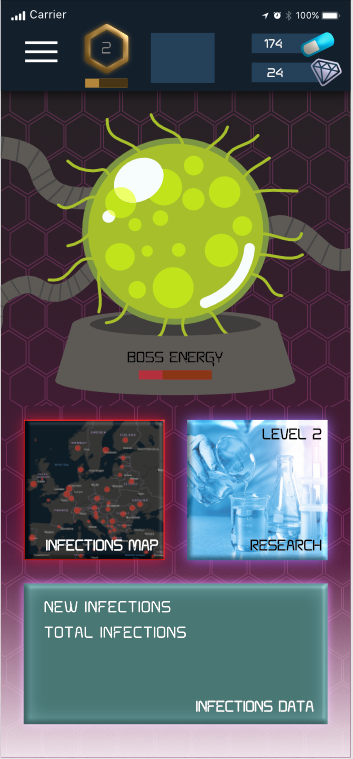 Carrier 100%
2
174
24
BOSS ENERGY
LEVEL 2
INFECTIONS MAP
RESEARCH
NEW INFECTIONS
TOTAL INFECTIONS
INFECTIONS DATA